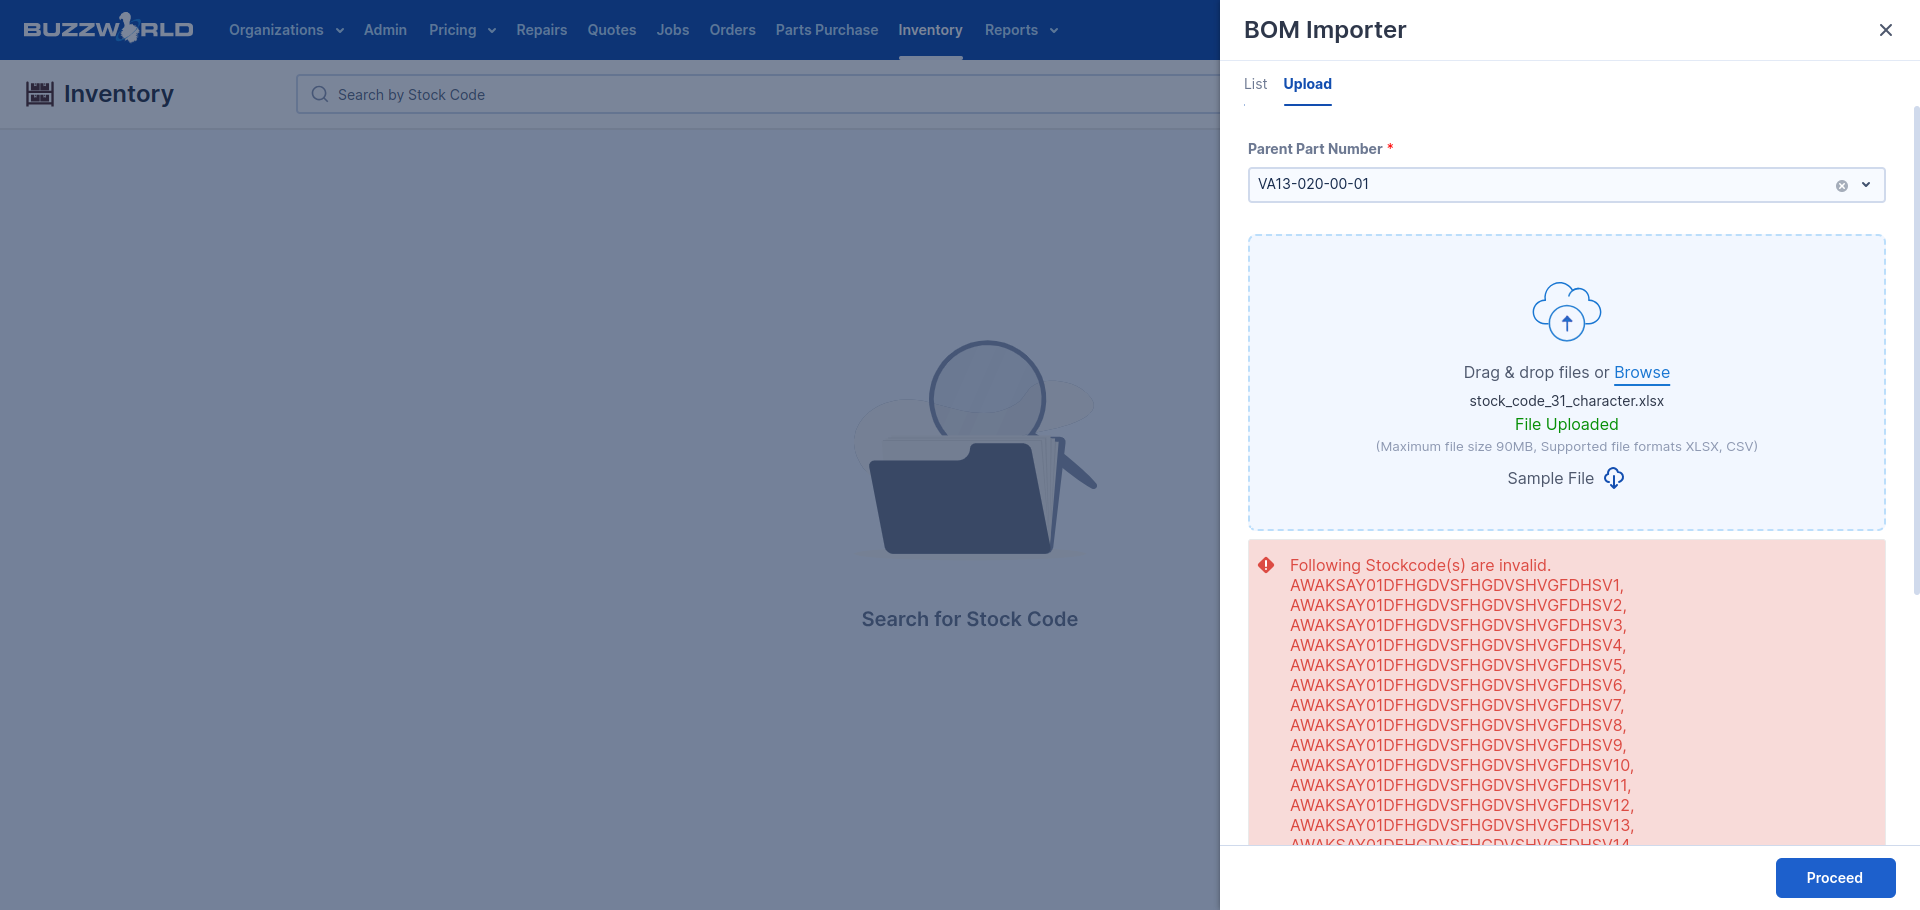 BUZZWORLD
Organizations
Admin
Pricing
Repairs
Quotes
Jobs
Orders
Parts Purchase
Inventory
Reports
Inventory
Search by Stock Code
Search for Stock Code
BOM Importer
List
Upload
Parent Part Number *
VA13-020-00-01
Drag & drop files or Browse
stock_code_31_character.xlsx
File Uploaded
(Maximum file size 90MB, Supported file formats XLSX, CSV)
Sample File
Following Stockcode(s) are invalid.
AWAKSAY01DFHGDVSFHGDVSHVGFDHSV1,
AWAKSAY01DFHGDVSFHGDVSHVGFDHSV2,
AWAKSAY01DFHGDVSFHGDVSHVGFDHSV3,
AWAKSAY01DFHGDVSFHGDVSHVGFDHSV4,
AWAKSAY01DFHGDVSFHGDVSHVGFDHSV5,
AWAKSAY01DFHGDVSFHGDVSHVGFDHSV6,
AWAKSAY01DFHGDVSFHGDVSHVGFDHSV7,
AWAKSAY01DFHGDVSFHGDVSHVGFDHSV8,
AWAKSAY01DFHGDVSFHGDVSHVGFDHSV9,
AWAKSAY01DFHGDVSFHGDVSHVGFDHSV10,
AWAKSAY01DFHGDVSFHGDVSHVGFDHSV11,
AWAKSAY01DFHGDVSFHGDVSHVGFDHSV12,
AWAKSAY01DFHGDVSFHGDVSHVGFDHSV13,
AWAKSAY01DFHGDVSFHGDVSHVGFDHSV14
Proceed